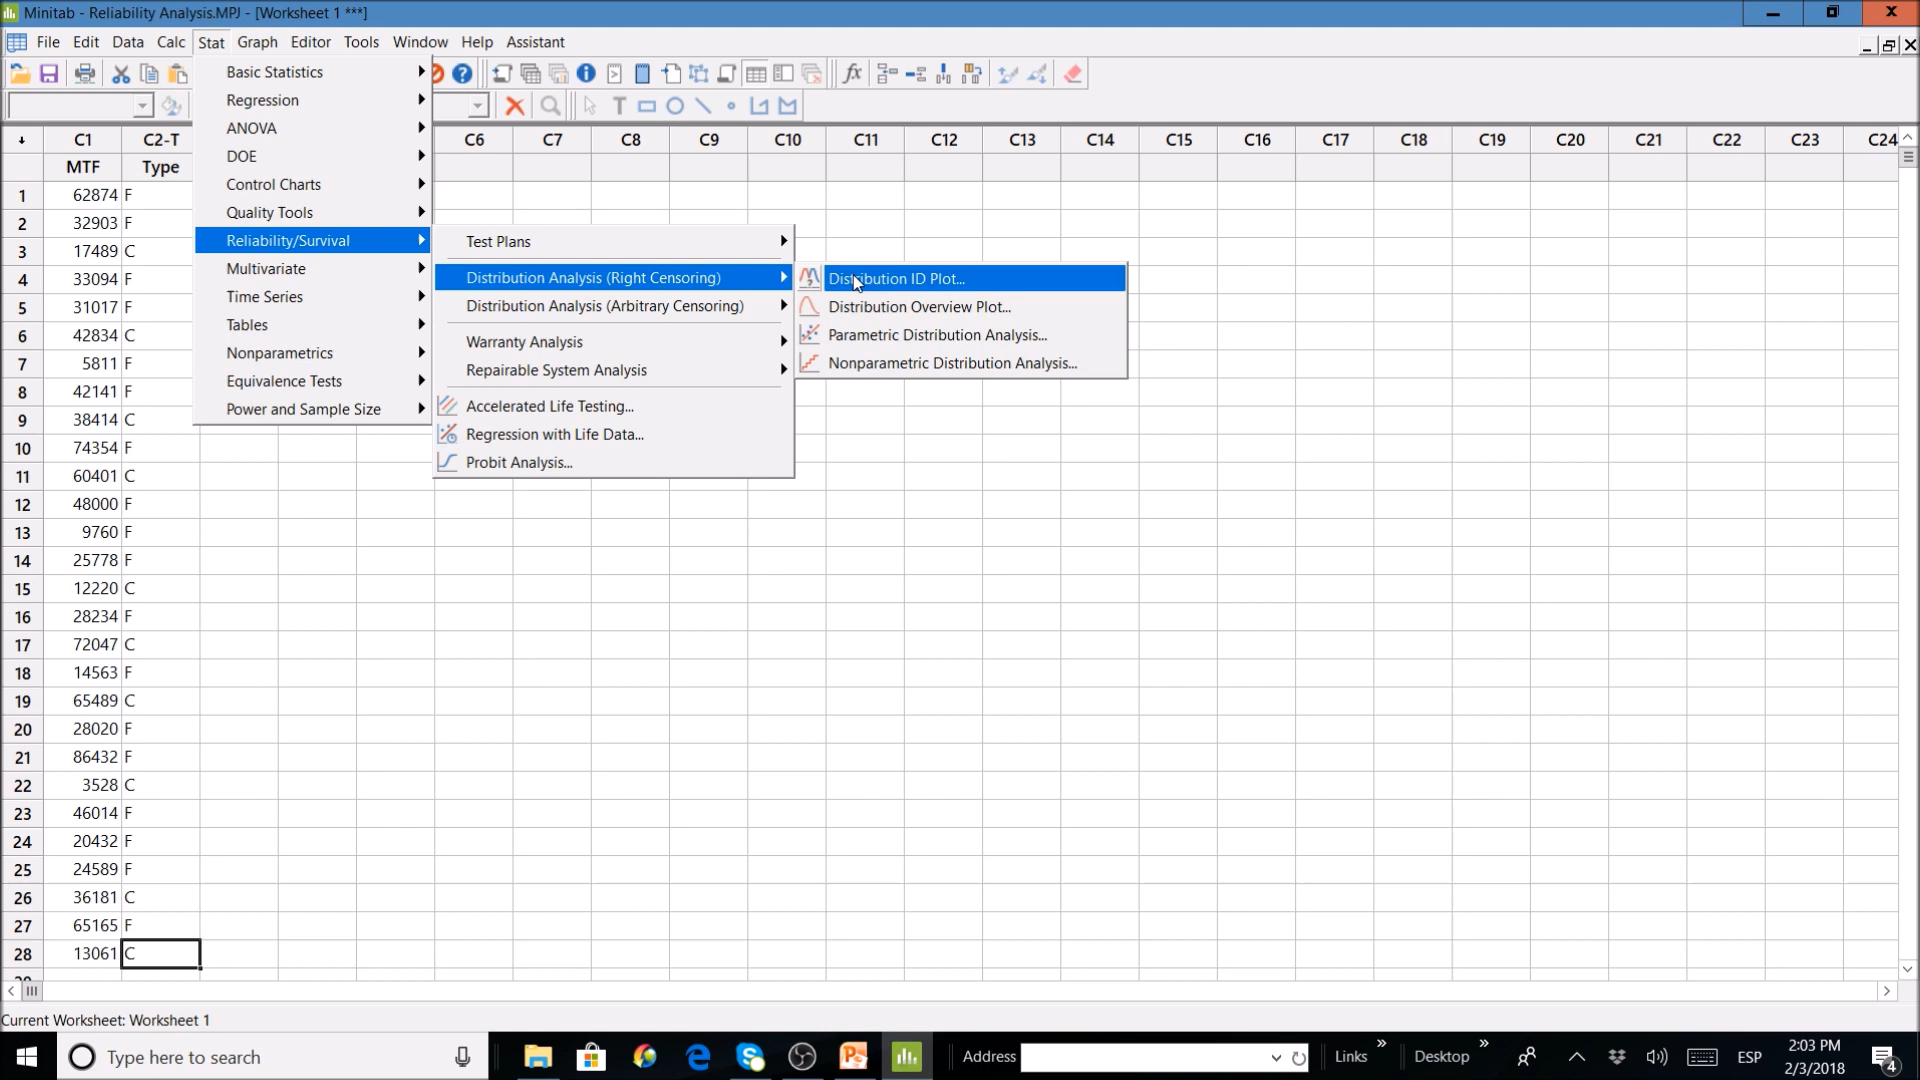 Minitab - Reliability Analysis.MPJ - [Worksheet 1 ***]
File Edit Data Calc Stat Graph Editor Tools Window Help Assistant
Basic Statistics
Regression
ANOVA
DOE
Control Charts
Quality Tools
Reliability/Survival
Multivariate
Time Series
Tables
Nonparametrics
Equivalence Tests
Power and Sample Size
Test Plans
Distribution Analysis (Right Censoring)
Distribution Analysis (Arbitrary Censoring)
Warranty Analysis
Repairable System Analysis
Accelerated Life Testing...
Regression with Life Data...
Probit Analysis...
Distribution ID Plot...
Distribution Overview Plot...
Parametric Distribution Analysis...
Nonparametric Distribution Analysis...
C1 C2-T C6 C7 C8 C9 C10 C11 C12 C13 C14 C15 C16 C17 C18 C19 C20 C21 C22 C23 C24
MTF Type
1 62874 F
2 32903 F
3 17489 C
4 33094 F
5 31017 F
6 42834 C
7 5811 F
8 42141 F
9 38414 C
10 74354 F
11 60401 C
12 48000 F
13 9760 F
14 25778 F
15 12220 C
16 28234 F
17 72047 C
18 14563 F
19 65489 C
20 28020 F
21 86432 F
22 3528 C
23 46014 F
24 20432 F
25 24589 F
26 36181 C
27 65165 F
28 13061 C
Current Worksheet: Worksheet 1
Type here to search
Address
Links
Desktop
ESP
2:03 PM
2/3/2018
4